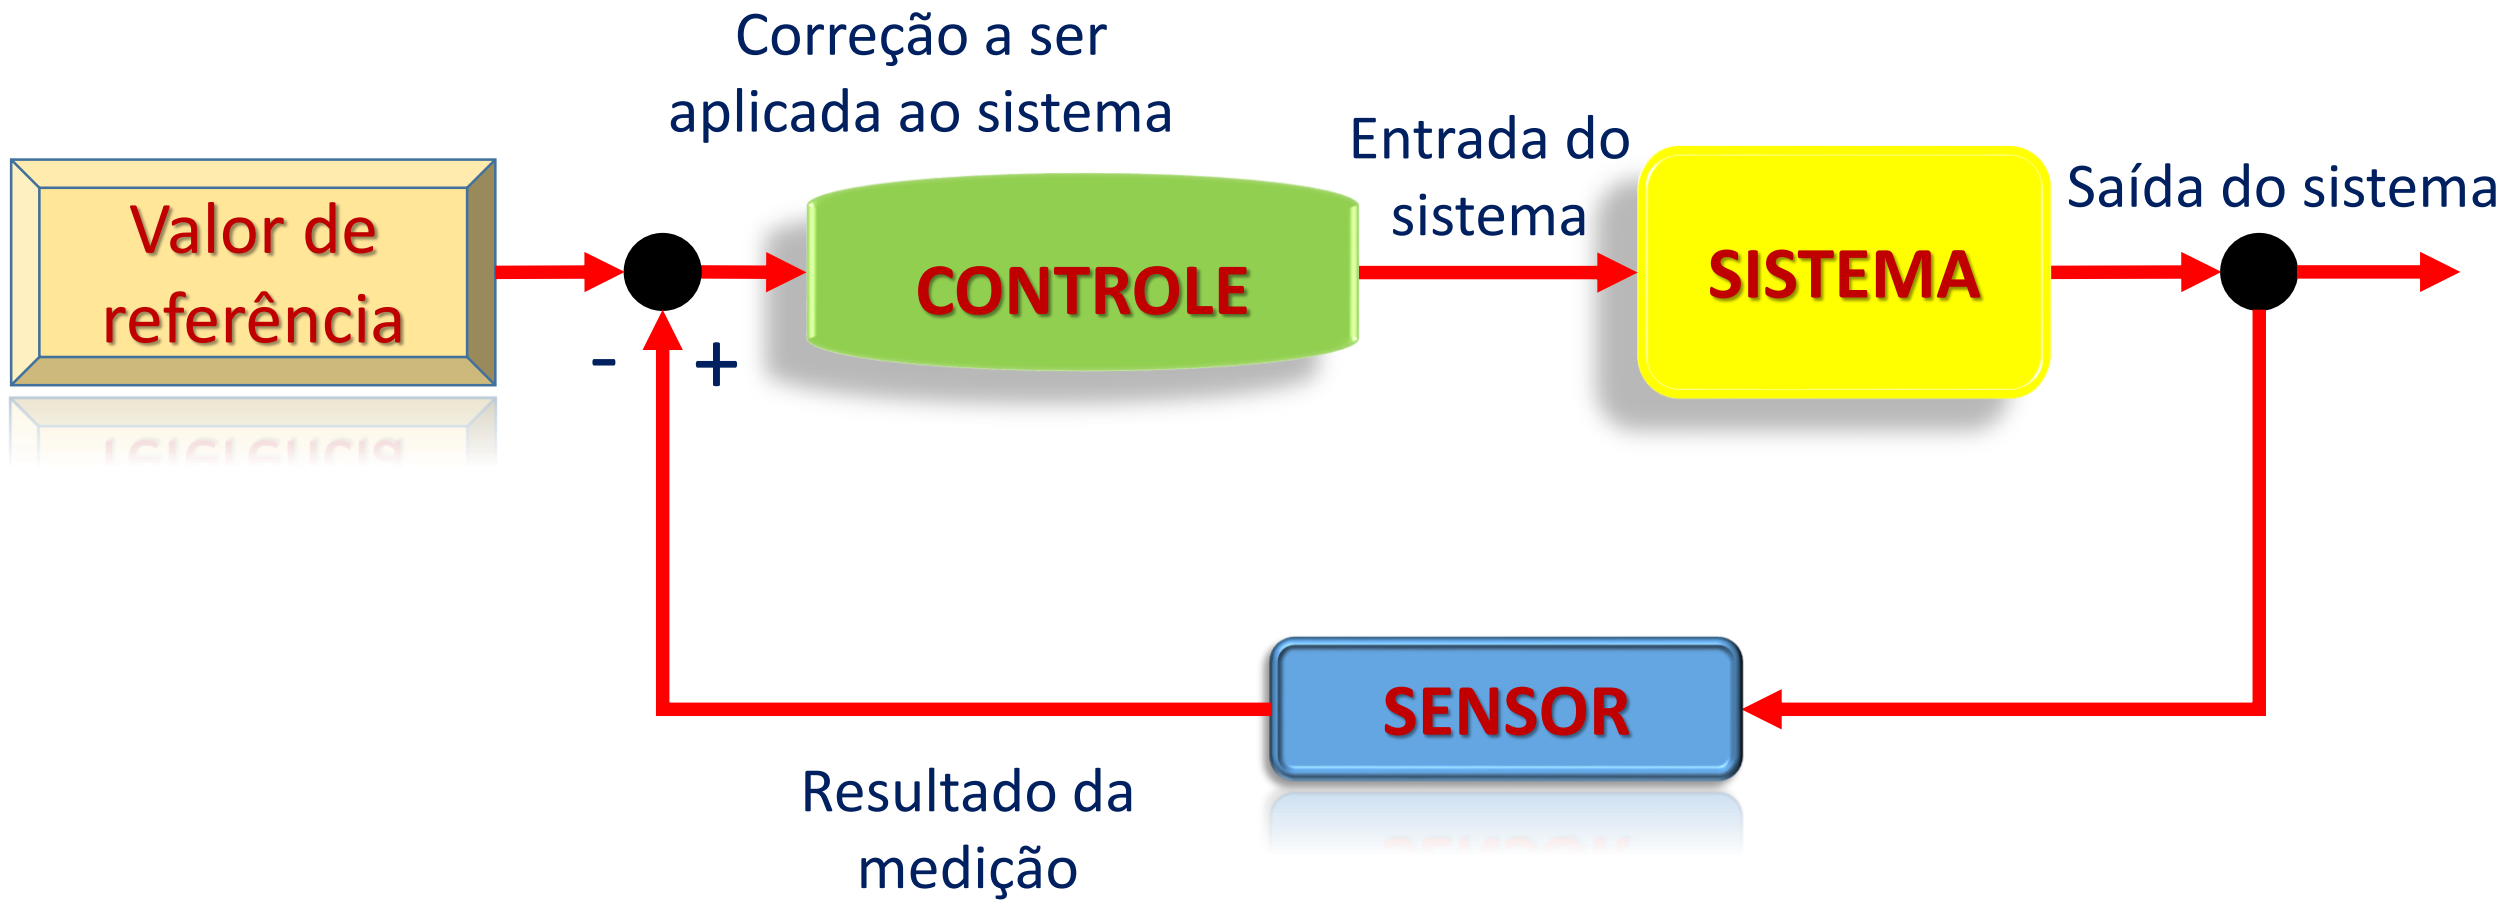 Correção a ser
aplicada ao sistema
Entrada do
sistema
Saída do sistema
Valor de
referência
CONTROLE
SISTEMA
- +
SENSOR
Resultado da
medição